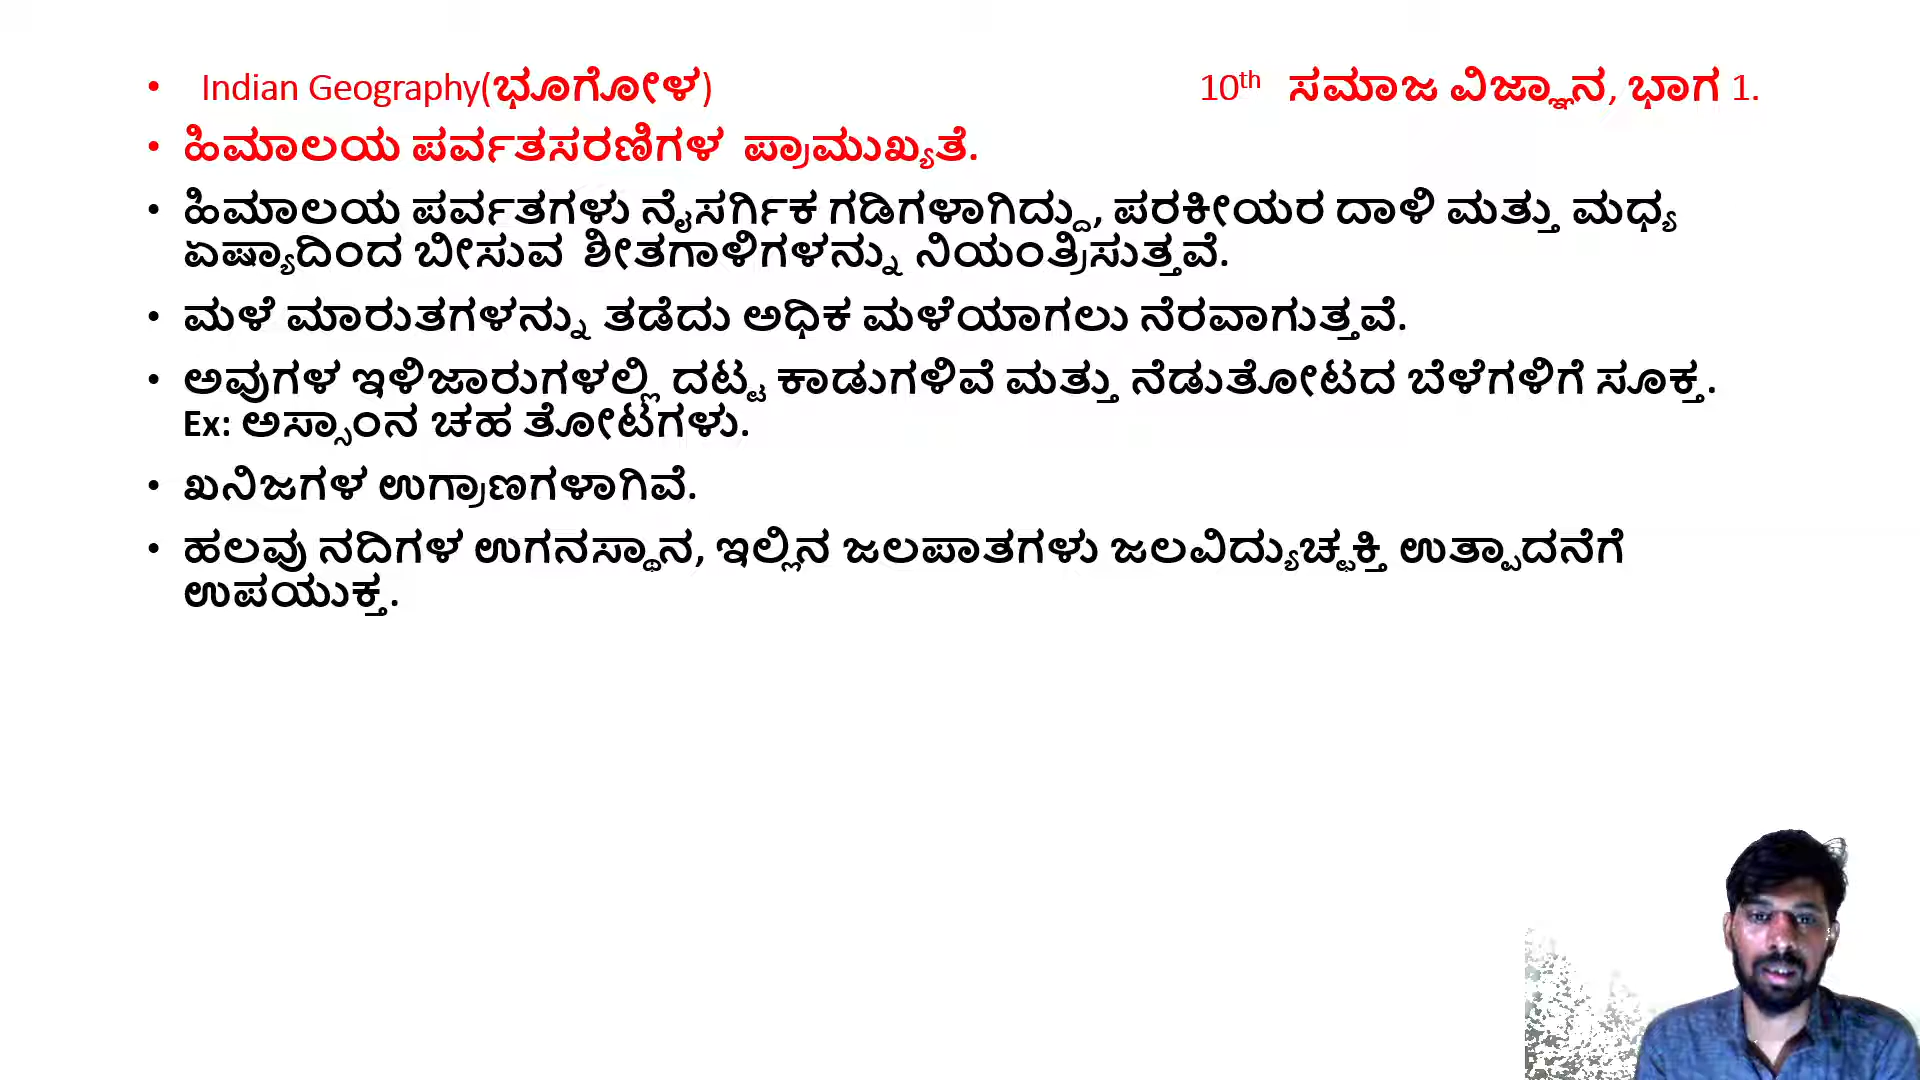 • Indian Geography(ಭೂಗೋಳ) 10th ಸಮಾಜ ವಿಜ್ಞಾನ, ಭಾಗ 1.
• ಹಿಮಾಲಯ ಪರ್ವತಸರಣಿಗಳ ಪ್ರಾಮುಖ್ಯತೆ.
• ಹಿಮಾಲಯ ಪರ್ವತಗಳು ನೈಸರ್ಗಿಕ ಗಡಿಗಳಾಗಿದ್ದು, ಪರಕೀಯರ ದಾಳಿ ಮತ್ತು ಮಧ್ಯ
ಏಷ್ಯಾದಿಂದ ಬೀಸುವ ಶೀತಗಾಳಿಗಳನ್ನು ನಿಯಂತ್ರಿಸುತ್ತವೆ.
• ಮಳೆ ಮಾರುತಗಳನ್ನು ತಡೆದು ಅಧಿಕ ಮಳೆಯಾಗಲು ನೆರವಾಗುತ್ತವೆ.
• ಅವುಗಳ ಇಳಿಜಾರುಗಳಲ್ಲಿ ದಟ್ಟ ಕಾಡುಗಳಿವೆ ಮತ್ತು ನೆಡುತೋಟದ ಬೆಳೆಗಳಿಗೆ ಸೂಕ್ತ.
Ex: ಅಸ್ಸಾಂನ ಚಹ ತೋಟಗಳು.
• ಖನಿಜಗಳ ಉಗ್ರಾಣಗಳಾಗಿವೆ.
• ಹಲವು ನದಿಗಳ ಉಗನಸ್ಥಾನ, ಇಲ್ಲಿನ ಜಲಪಾತಗಳು ಜಲವಿದ್ಯುಚ್ಟಕ್ತಿ ಉತ್ಪಾದನೆಗೆ
ಉಪಯುಕ್ತ.